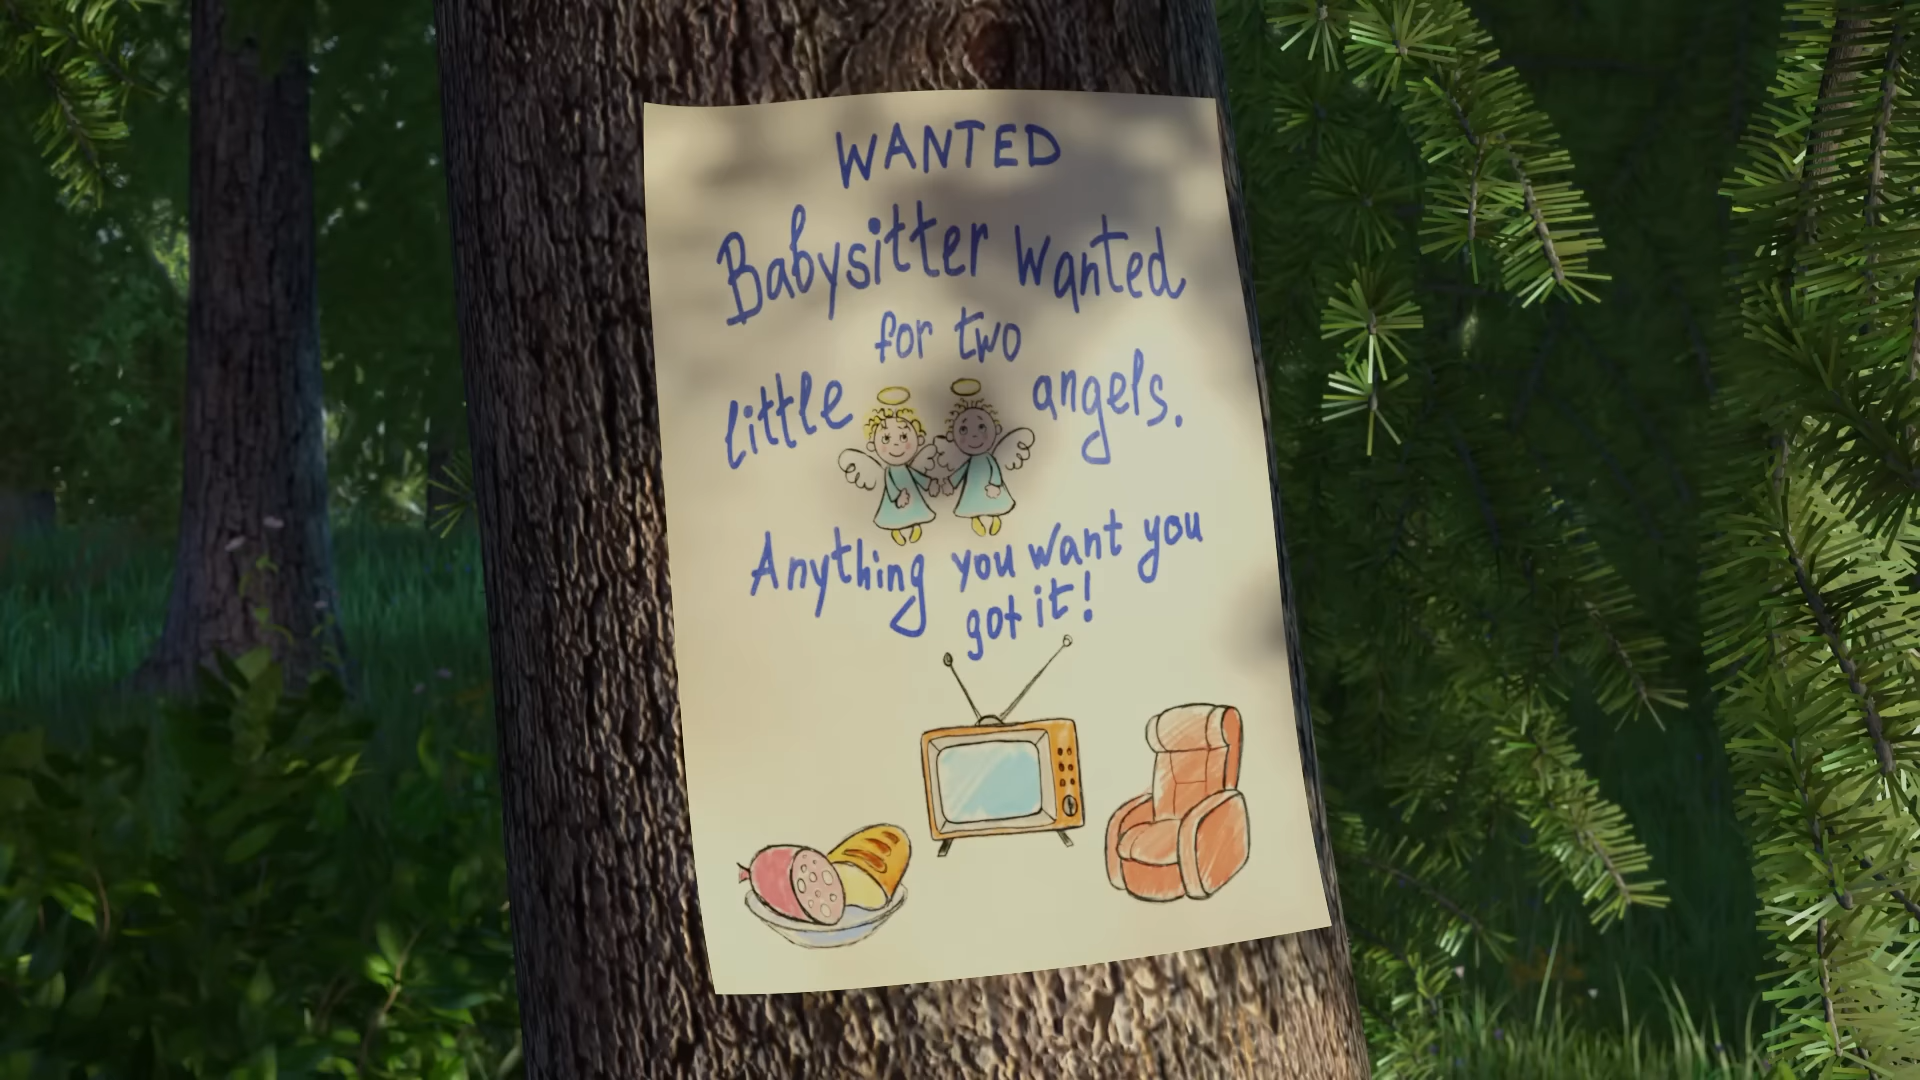 WANTED
Babysitter Wanted
for two
little angels.
Anything you want you
got it!